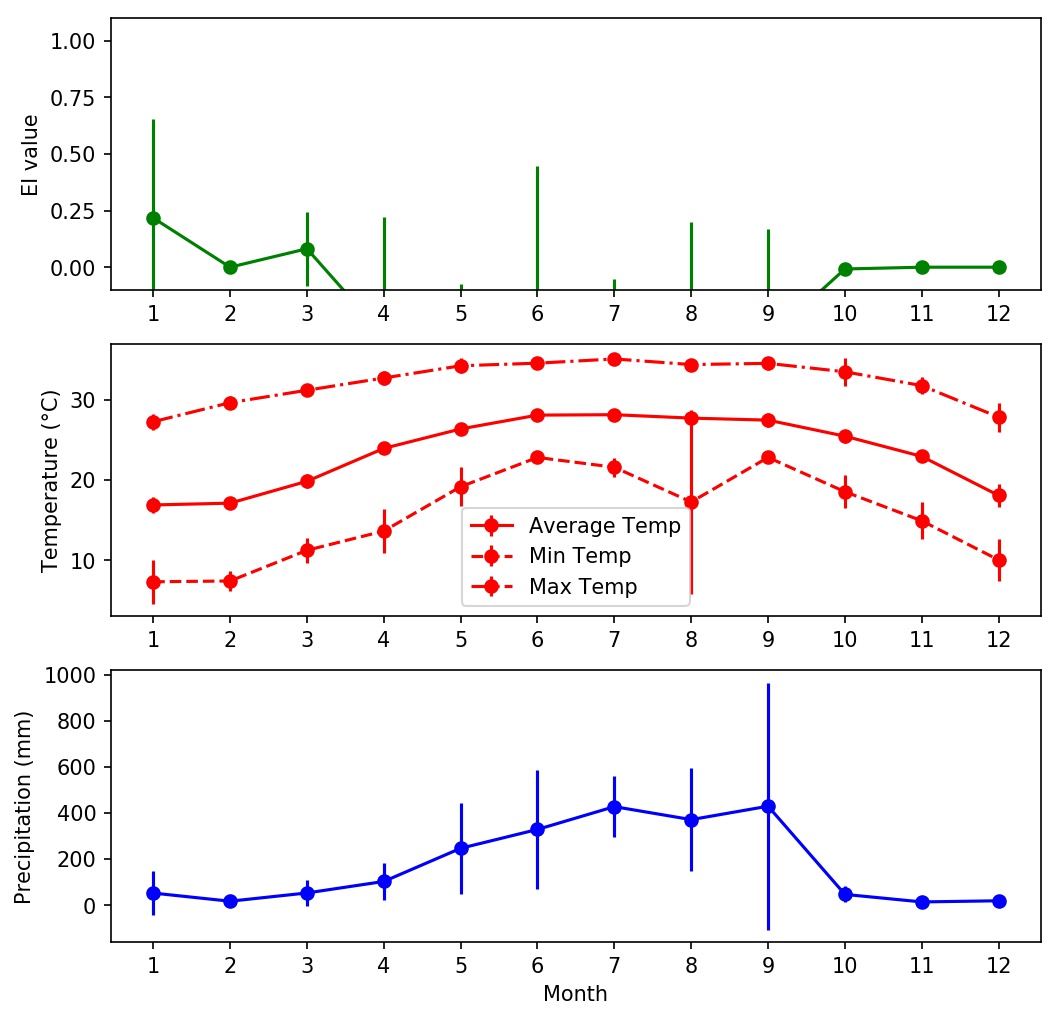 1.00
0.75
0.50
0.25
0.00
EI value
1 2 3 4 5 6 7 8 9 10 11 12
30
20
10
Temperature (°C)
Average Temp
Min Temp
Max Temp
1 2 3 4 5 6 7 8 9 10 11 12
1000
800
600
400
200
0
Precipitation (mm)
1 2 3 4 5 6 7 8 9 10 11 12
Month